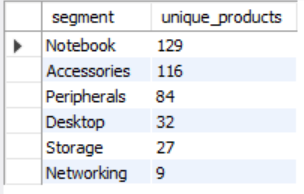 segment unique_products
Notebook 129
Accessories 116
Peripherals 84
Desktop 32
Storage 27
Networking 9